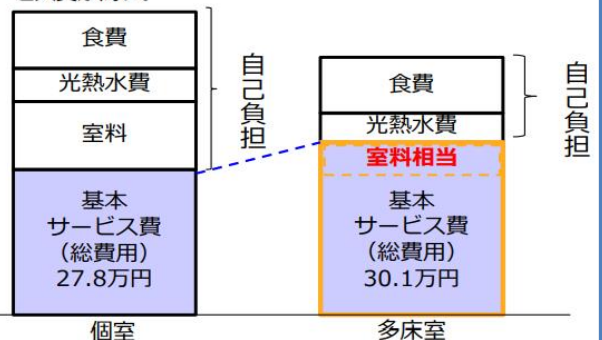 食費
光熱水費
室料
自己負担
基本
サービス費
（総費用）
27.8万円
個室
食費
光熱水費
自己負担
室料相当
基本
サービス費
（総費用）
30.1万円
多床室